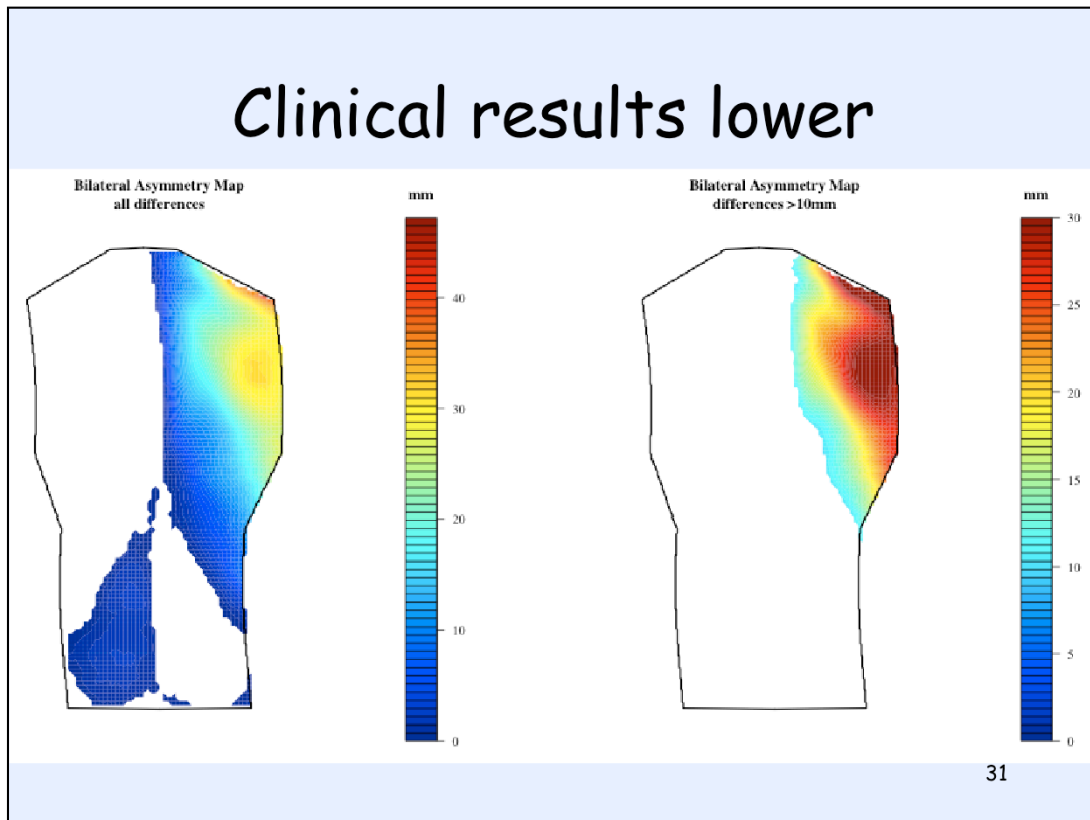 Clinical results lower
Bilateral Asymmetry Map
all differences
mm
40
30
20
10
0
Bilateral Asymmetry Map
differences >10mm
mm
30
25
20
15
10
5
0
31